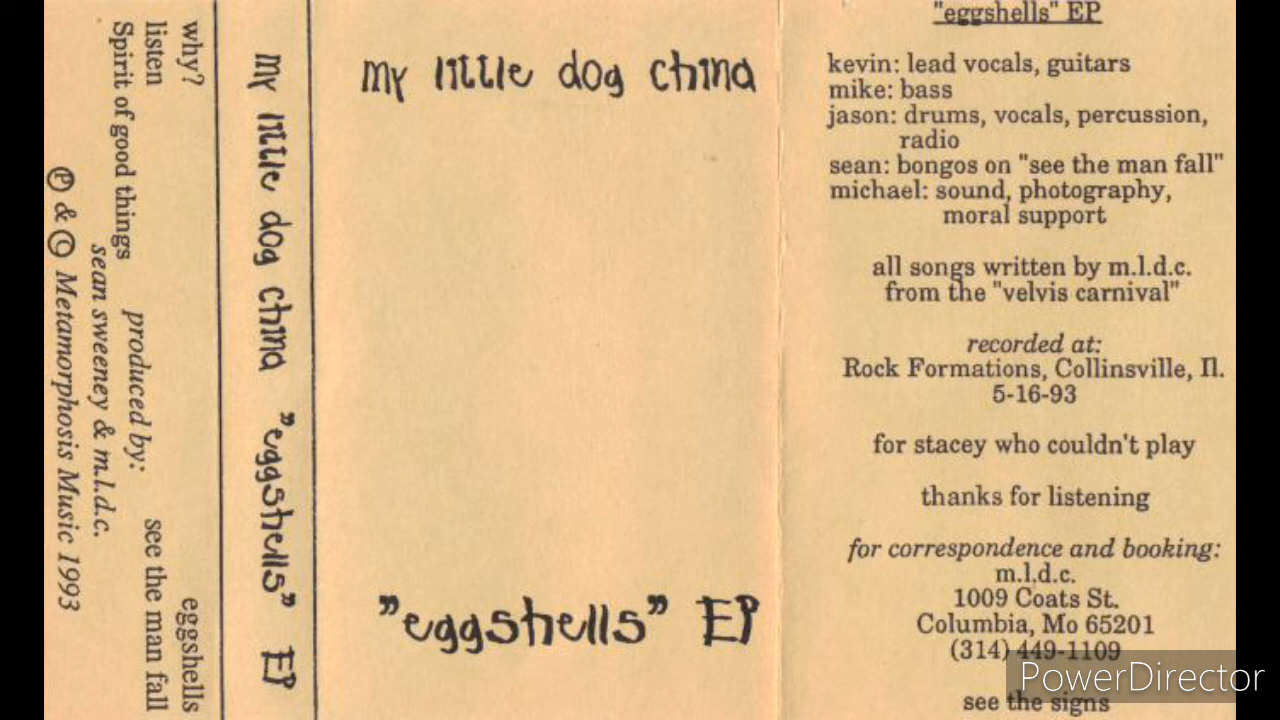 why?
listen
Spirit of good things
eggshells
see the man fall
produced by:
sean sweeney & m.l.d.c.
Ⓟ & © Metamorphosis Music 1993
my little dog china "eggshells" EP
my little dog china
"eggshells" EP
"eggshells" EP
kevin: lead vocals, guitars
mike: bass
jason: drums, vocals, percussion,
radio
sean: bongos on "see the man fall"
michael: sound, photography,
moral support
all songs written by m.l.d.c.
from the "velvis carnival"
recorded at:
Rock Formations, Collinsville, Il.
5-16-93
for stacey who couldn't play
thanks for listening
for correspondence and booking:
m.l.d.c.
1009 Coats St.
Columbia, Mo 65201
(314) 449-1109
see the signs
PowerDirector